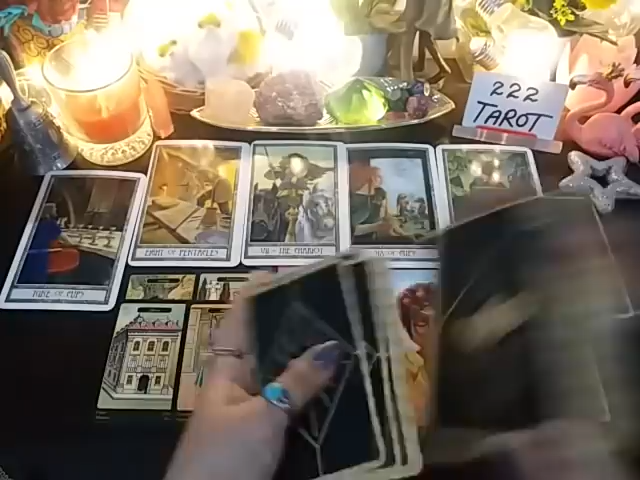 222
TAROT
NINE OF CUPS
EIGHT OF PENTACLES
VII - THE CHARIOT
OF CUPS